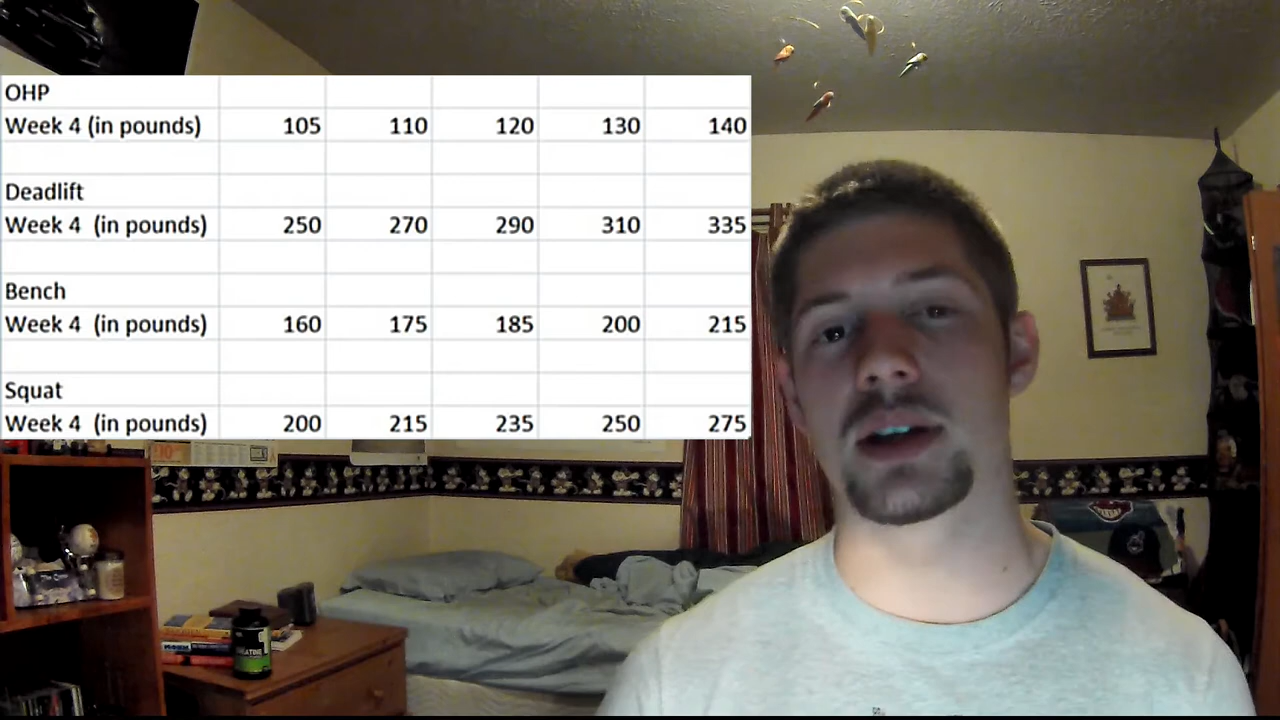 OHP
Week 4 (in pounds) 105 110 120 130 140
Deadlift
Week 4 (in pounds) 250 270 290 310 335
Bench
Week 4 (in pounds) 160 175 185 200 215
Squat
Week 4 (in pounds) 200 215 235 250 275